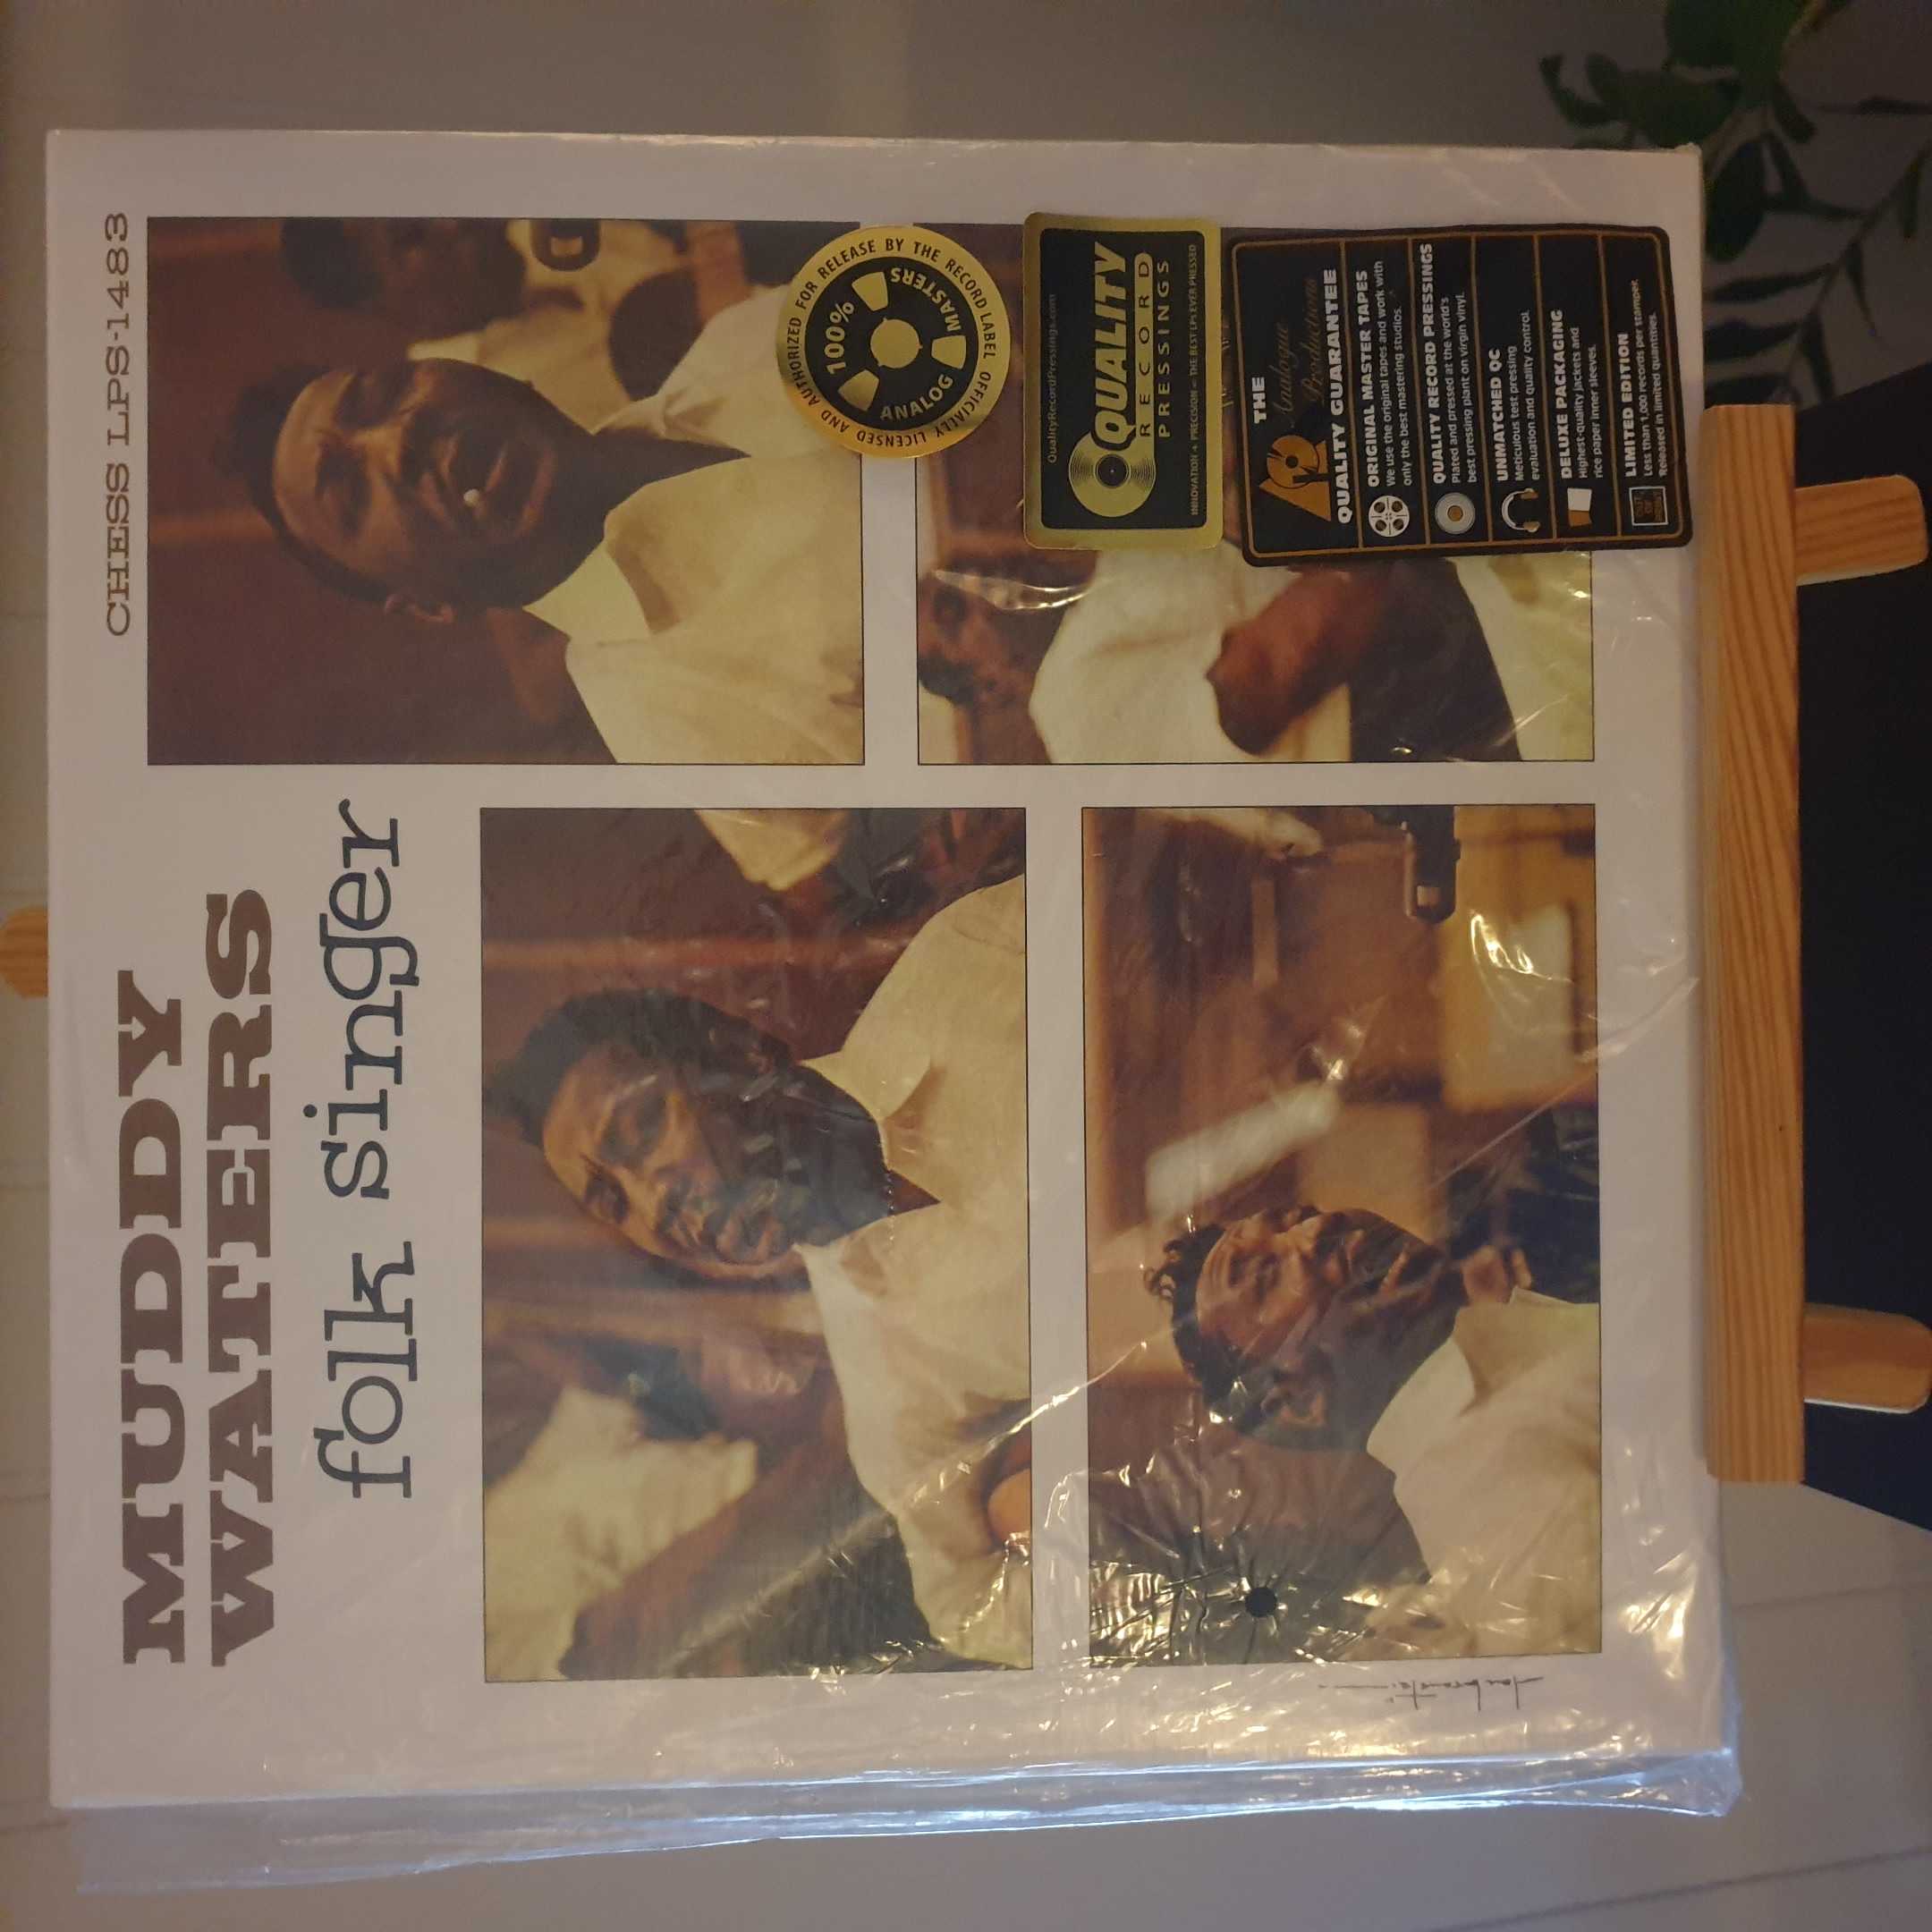 CHESS LPS-1483
MUDDY
WATERS
folk singer
OFFICIALLY LICENSED AND AUTHORIZED FOR RELEASE BY THE RECORD LABEL
100%
ANALOG MASTERS
QualityRecordPressings.com
QUALITY
RECORD
PRESSINGS
INNOVATION + PRECISION = THE BEST LPS EVER PRESSED
THE
Analogue
Productions
QUALITY GUARANTEE
ORIGINAL MASTER TAPES
We use the original tapes and work with
only the best mastering studios.
QUALITY RECORD PRESSINGS
Plated and pressed at the world's
best pressing plant on virgin vinyl.
UNMATCHED QC
Meticulous test pressing
evaluation and quality control.
DELUXE PACKAGING
Highest-quality jackets and
rice paper inner sleeves.
OUT
OF
PRINT
LIMITED EDITION
Less than 1,000 records per stamper.
Released in limited quantities.